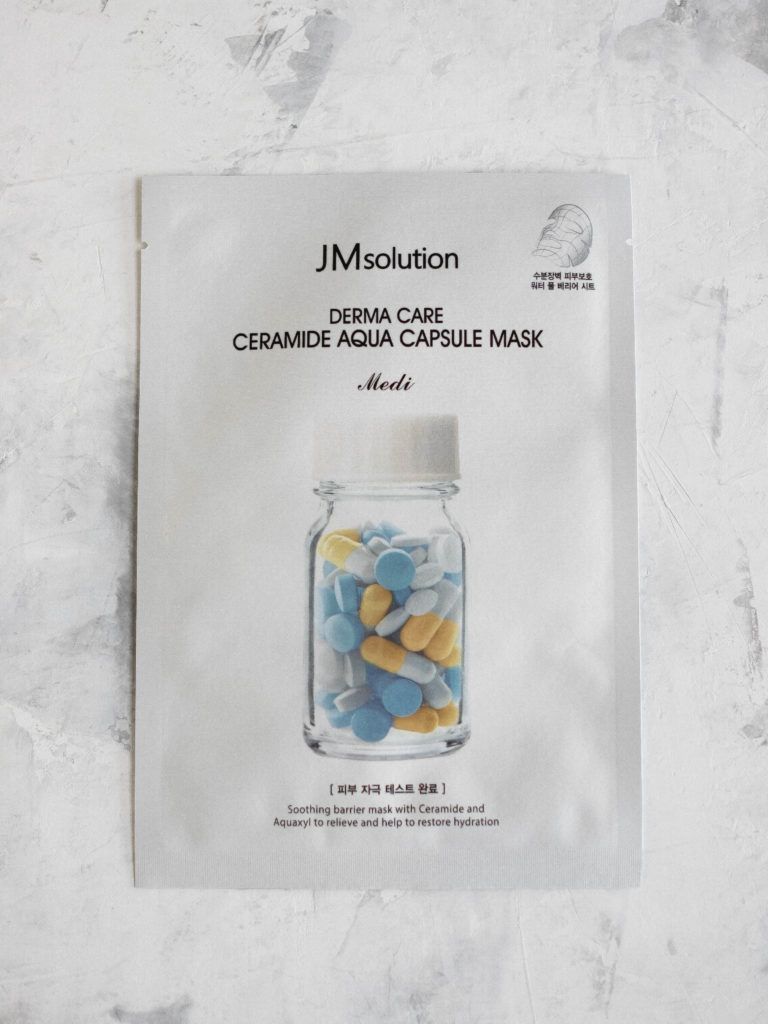 JMsolution
수분장벽 피부보호
워터 풀 베리어 시트
DERMA CARE
CERAMIDE AQUA CAPSULE MASK
Medi
[ 피부 자극 테스트 완료 ]
Soothing barrier mask with Ceramide and
Aquaxyl to relieve and help to restore hydration